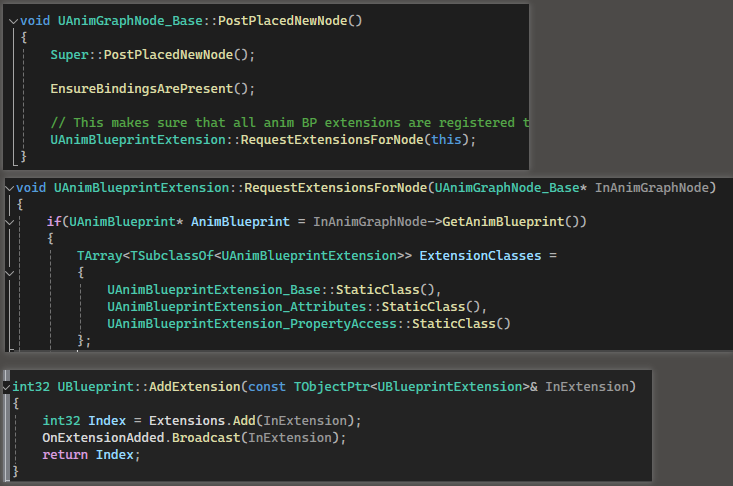 void UAnimGraphNode_Base::PostPlacedNewNode()
{
Super::PostPlacedNewNode();
EnsureBindingsArePresent();
// This makes sure that all anim BP extensions are registered t
UAnimBlueprintExtension::RequestExtensionsForNode(this);
}
void UAnimBlueprintExtension::RequestExtensionsForNode(UAnimGraphNode_Base* InAnimGraphNode)
{
if(UAnimBlueprint* AnimBlueprint = InAnimGraphNode->GetAnimBlueprint())
{
TArray<TSubclassOf<UAnimBlueprintExtension>> ExtensionClasses =
{
UAnimBlueprintExtension_Base::StaticClass(),
UAnimBlueprintExtension_Attributes::StaticClass(),
UAnimBlueprintExtension_PropertyAccess::StaticClass()
};
int32 UBlueprint::AddExtension(const TObjectPtr<UBlueprintExtension>& InExtension)
{
int32 Index = Extensions.Add(InExtension);
OnExtensionAdded.Broadcast(InExtension);
return Index;
}